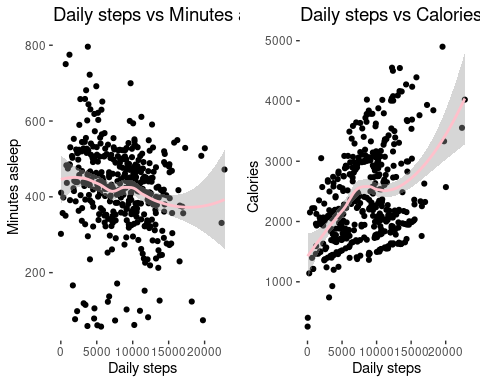 Daily steps vs Minutes a
800
600
400
200
Minutes asleep
0 5000 10000 15000 20000
Daily steps
Daily steps vs Calories
5000
4000
3000
2000
1000
Calories
0 5000 10000 15000 20000
Daily steps